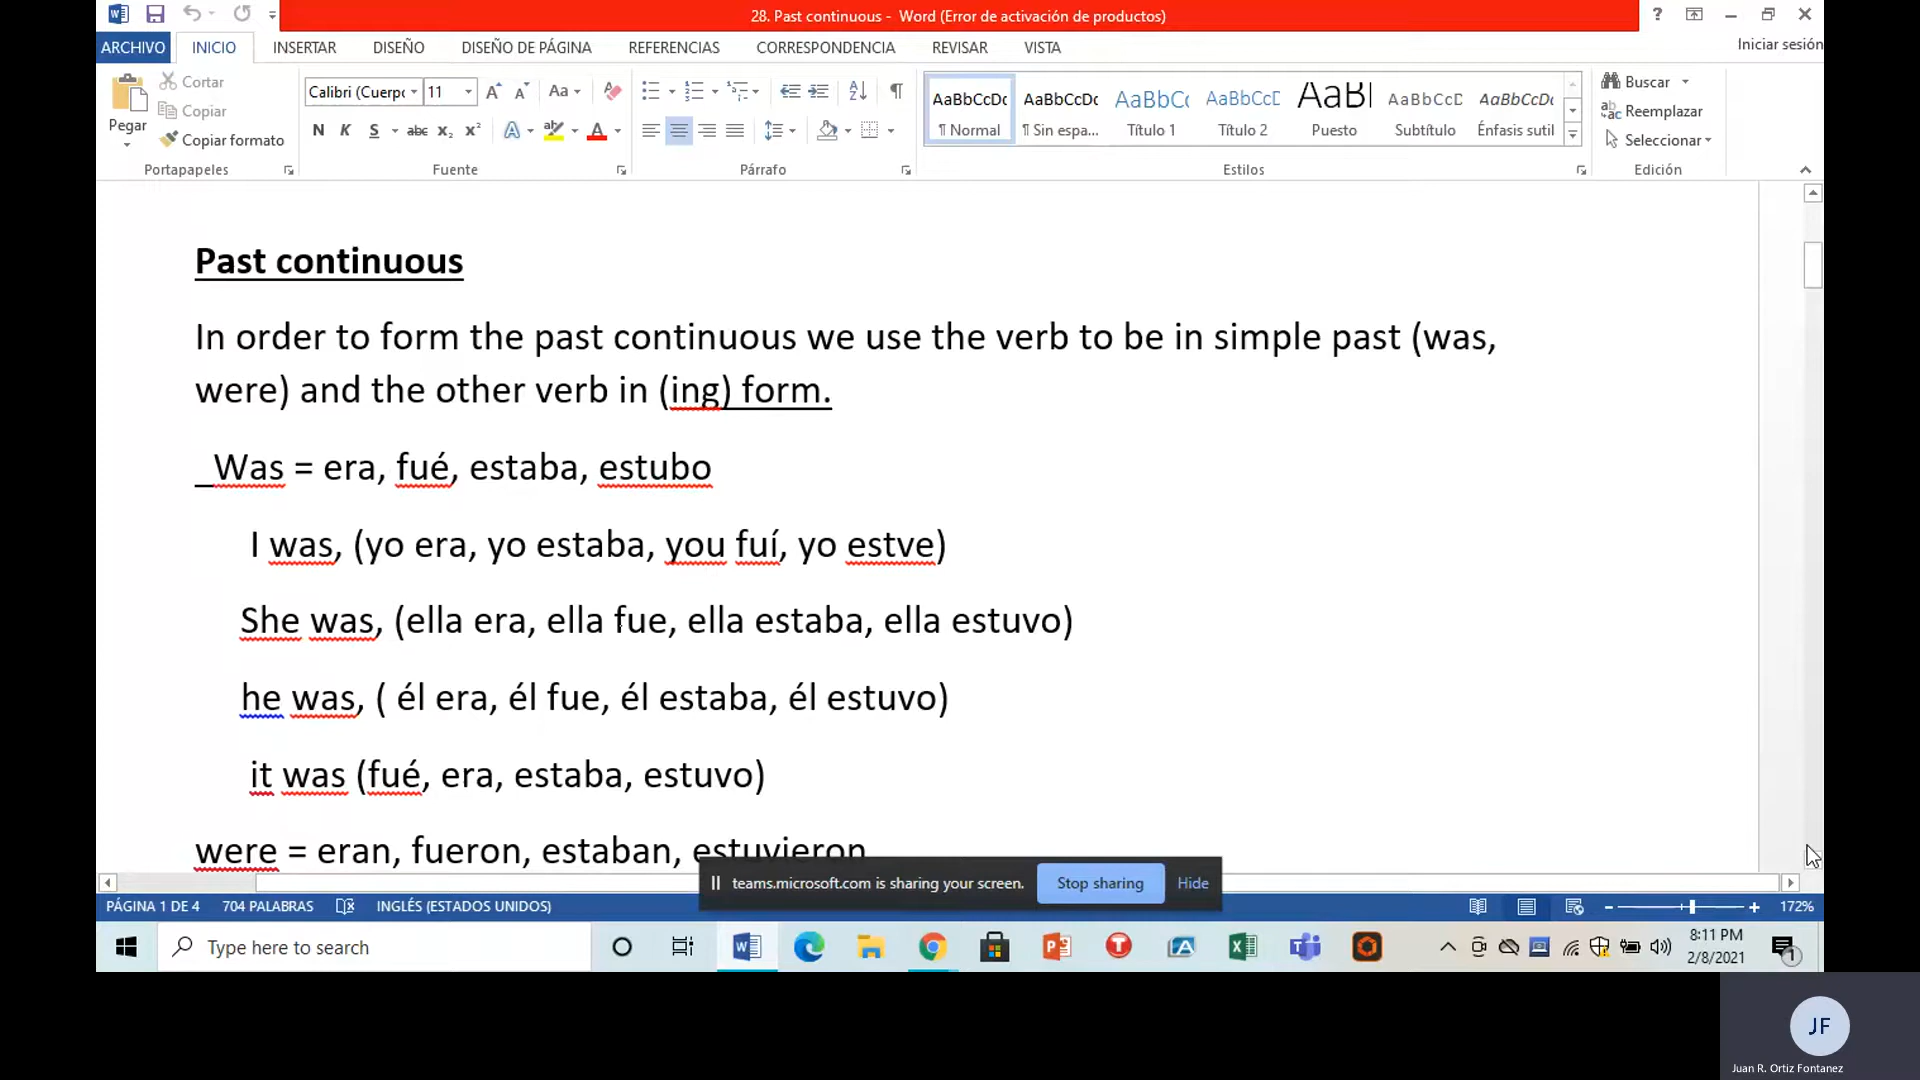 28. Past continuous - Word (Error de activación de productos)
?
ARCHIVO INICIO INSERTAR DISEÑO DISEÑO DE PÁGINA REFERENCIAS CORRESPONDENCIA REVISAR VISTA
Iniciar sesión
Pegar
Cortar
Copiar
Copiar formato
Portapapeles
Calibri (Cuerpo 11
N K S abc x₂ x²
Fuente
Párrafo
AaBbCcDc AaBbCcDc AaBbCc AaBbCcD AaBl AaBbCcD AaBbCcDc
¶ Normal ¶ Sin espa... Título 1 Título 2 Puesto Subtítulo Énfasis sutil
Estilos
Buscar
Reemplazar
Seleccionar
Edición
Past continuous
In order to form the past continuous we use the verb to be in simple past (was,
were) and the other verb in (ing) form.
_Was = era, fué, estaba, estubo
I was, (yo era, yo estaba, you fuí, yo estve)
She was, (ella era, ella fue, ella estaba, ella estuvo)
he was, ( él era, él fue, él estaba, él estuvo)
it was (fué, era, estaba, estuvo)
were = eran, fueron, estaban, estuvieron
teams.microsoft.com is sharing your screen. Stop sharing Hide
PÁGINA 1 DE 4 704 PALABRAS INGLÉS (ESTADOS UNIDOS) 172%
Type here to search
8:11 PM
2/8/2021
1
JF
Juan R. Ortiz Fontanez